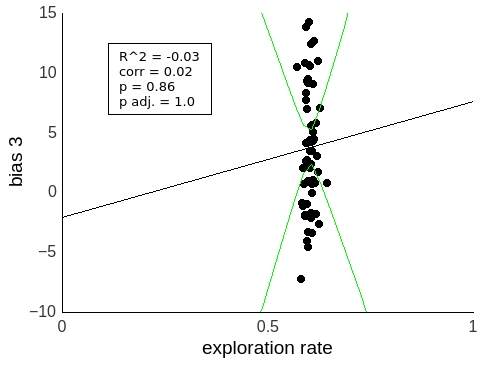 15
10
5
0
−5
−10
bias 3
R^2 = -0.03
corr = 0.02
p = 0.86
p adj. = 1.0
0
0.5
1
exploration rate